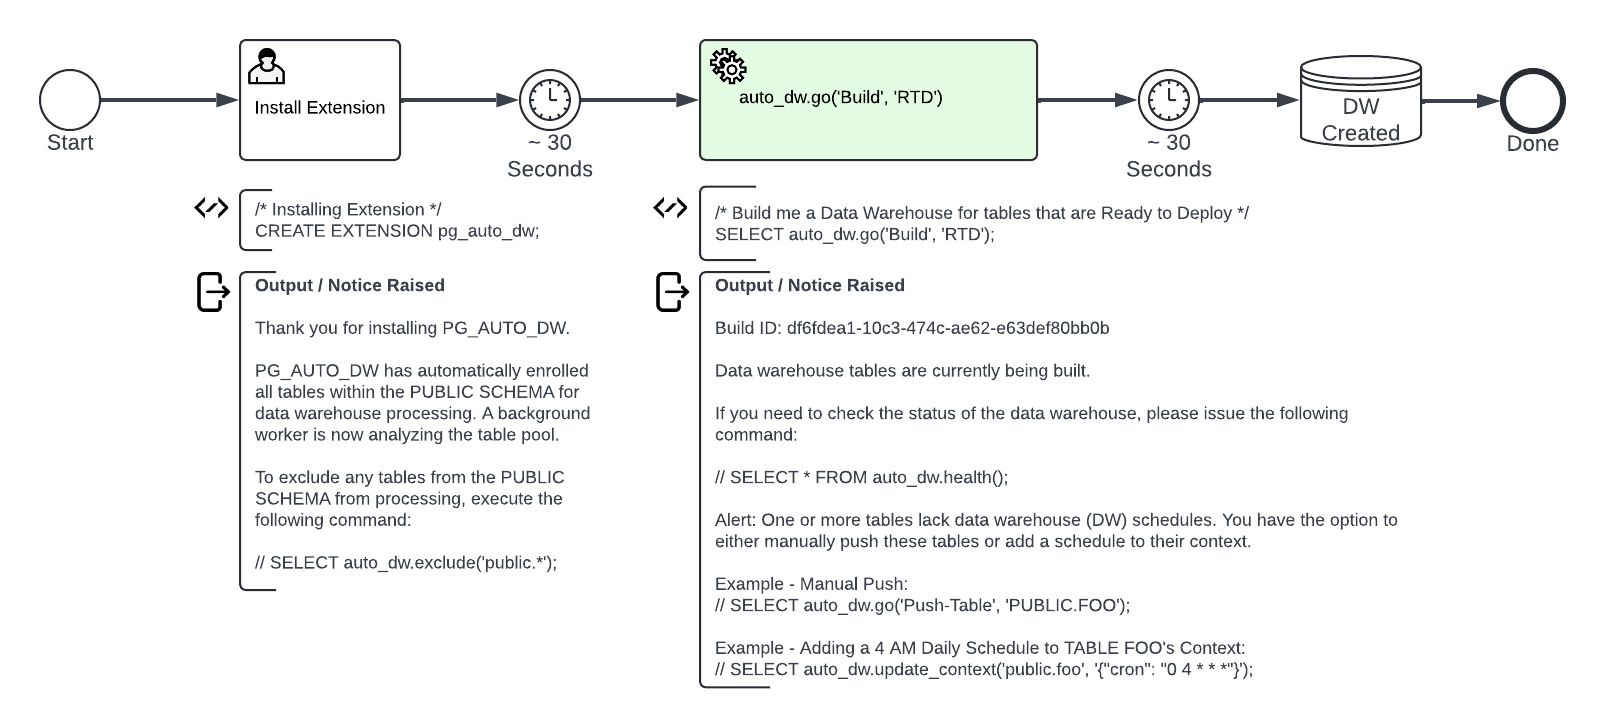 Install Extension
auto_dw.go('Build', 'RTD')
Start
~ 30
Seconds
~ 30
Seconds
DW
Created
Done
/* Installing Extension */
CREATE EXTENSION pg_auto_dw;
/* Build me a Data Warehouse for tables that are Ready to Deploy */
SELECT auto_dw.go('Build', 'RTD');
Output / Notice Raised
Thank you for installing PG_AUTO_DW.
PG_AUTO_DW has automatically enrolled
all tables within the PUBLIC SCHEMA for
data warehouse processing. A background
worker is now analyzing the table pool.
To exclude any tables from the PUBLIC
SCHEMA from processing, execute the
following command:
// SELECT auto_dw.exclude('public.*');
Output / Notice Raised
Build ID: df6fdea1-10c3-474c-ae62-e63def80bb0b
Data warehouse tables are currently being built.
If you need to check the status of the data warehouse, please issue the following
command:
// SELECT * FROM auto_dw.health();
Alert: One or more tables lack data warehouse (DW) schedules. You have the option to
either manually push these tables or add a schedule to their context.
Example - Manual Push:
// SELECT auto_dw.go('Push-Table', 'PUBLIC.FOO');
Example - Adding a 4 AM Daily Schedule to TABLE FOO's Context:
// SELECT auto_dw.update_context('public.foo', '{"cron": "0 4 * * *"}');